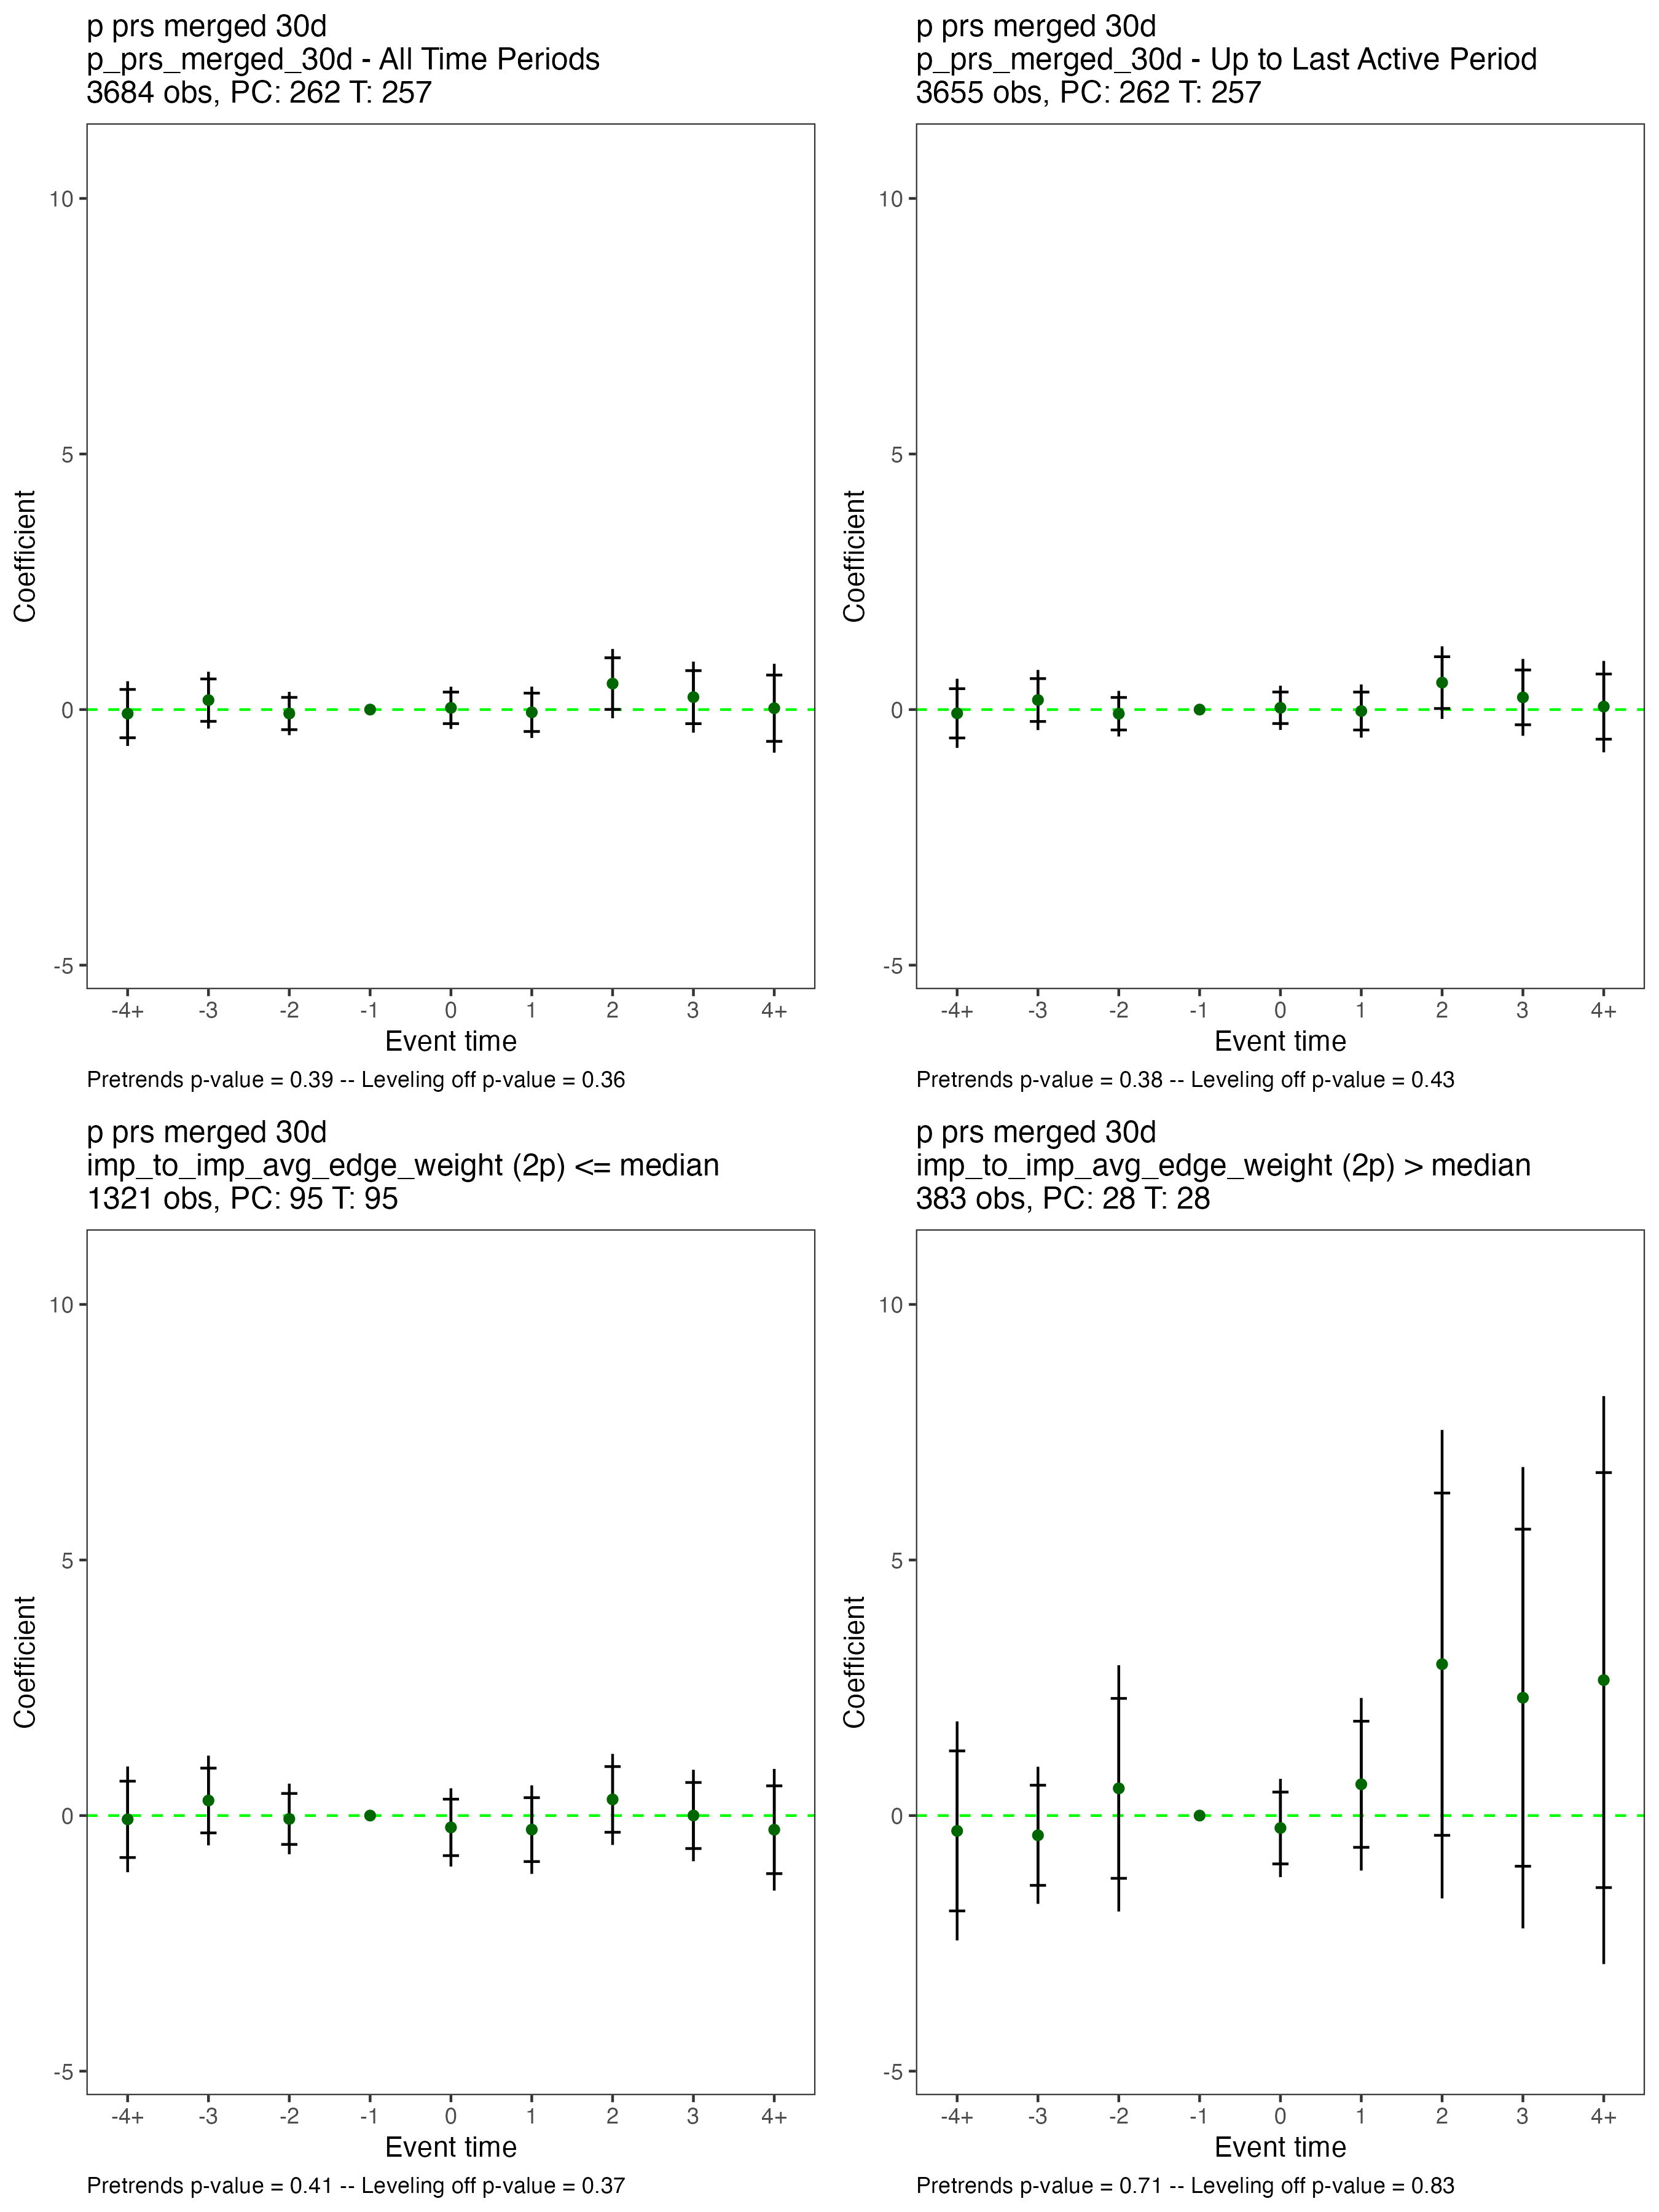 p prs merged 30d
p_prs_merged_30d - All Time Periods
3684 obs, PC: 262 T: 257
10
5
0
-5
Coefficient
-4+ -3 -2 -1 0 1 2 3 4+
Event time
Pretrends p-value = 0.39 -- Leveling off p-value = 0.36
p prs merged 30d
p_prs_merged_30d - Up to Last Active Period
3655 obs, PC: 262 T: 257
10
5
0
-5
Coefficient
-4+ -3 -2 -1 0 1 2 3 4+
Event time
Pretrends p-value = 0.38 -- Leveling off p-value = 0.43
p prs merged 30d
imp_to_imp_avg_edge_weight (2p) <= median
1321 obs, PC: 95 T: 95
10
5
0
-5
Coefficient
-4+ -3 -2 -1 0 1 2 3 4+
Event time
Pretrends p-value = 0.41 -- Leveling off p-value = 0.37
p prs merged 30d
imp_to_imp_avg_edge_weight (2p) > median
383 obs, PC: 28 T: 28
10
5
0
-5
Coefficient
-4+ -3 -2 -1 0 1 2 3 4+
Event time
Pretrends p-value = 0.71 -- Leveling off p-value = 0.83